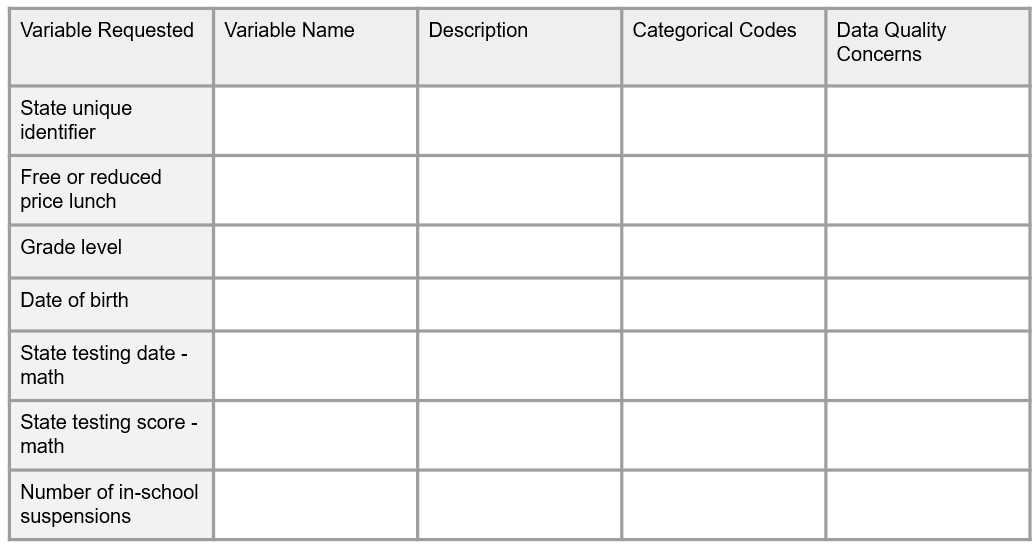 Variable Requested
Variable Name
Description
Categorical Codes
Data Quality
Concerns
State unique
identifier
Free or reduced
price lunch
Grade level
Date of birth
State testing date -
math
State testing score -
math
Number of in-school
suspensions